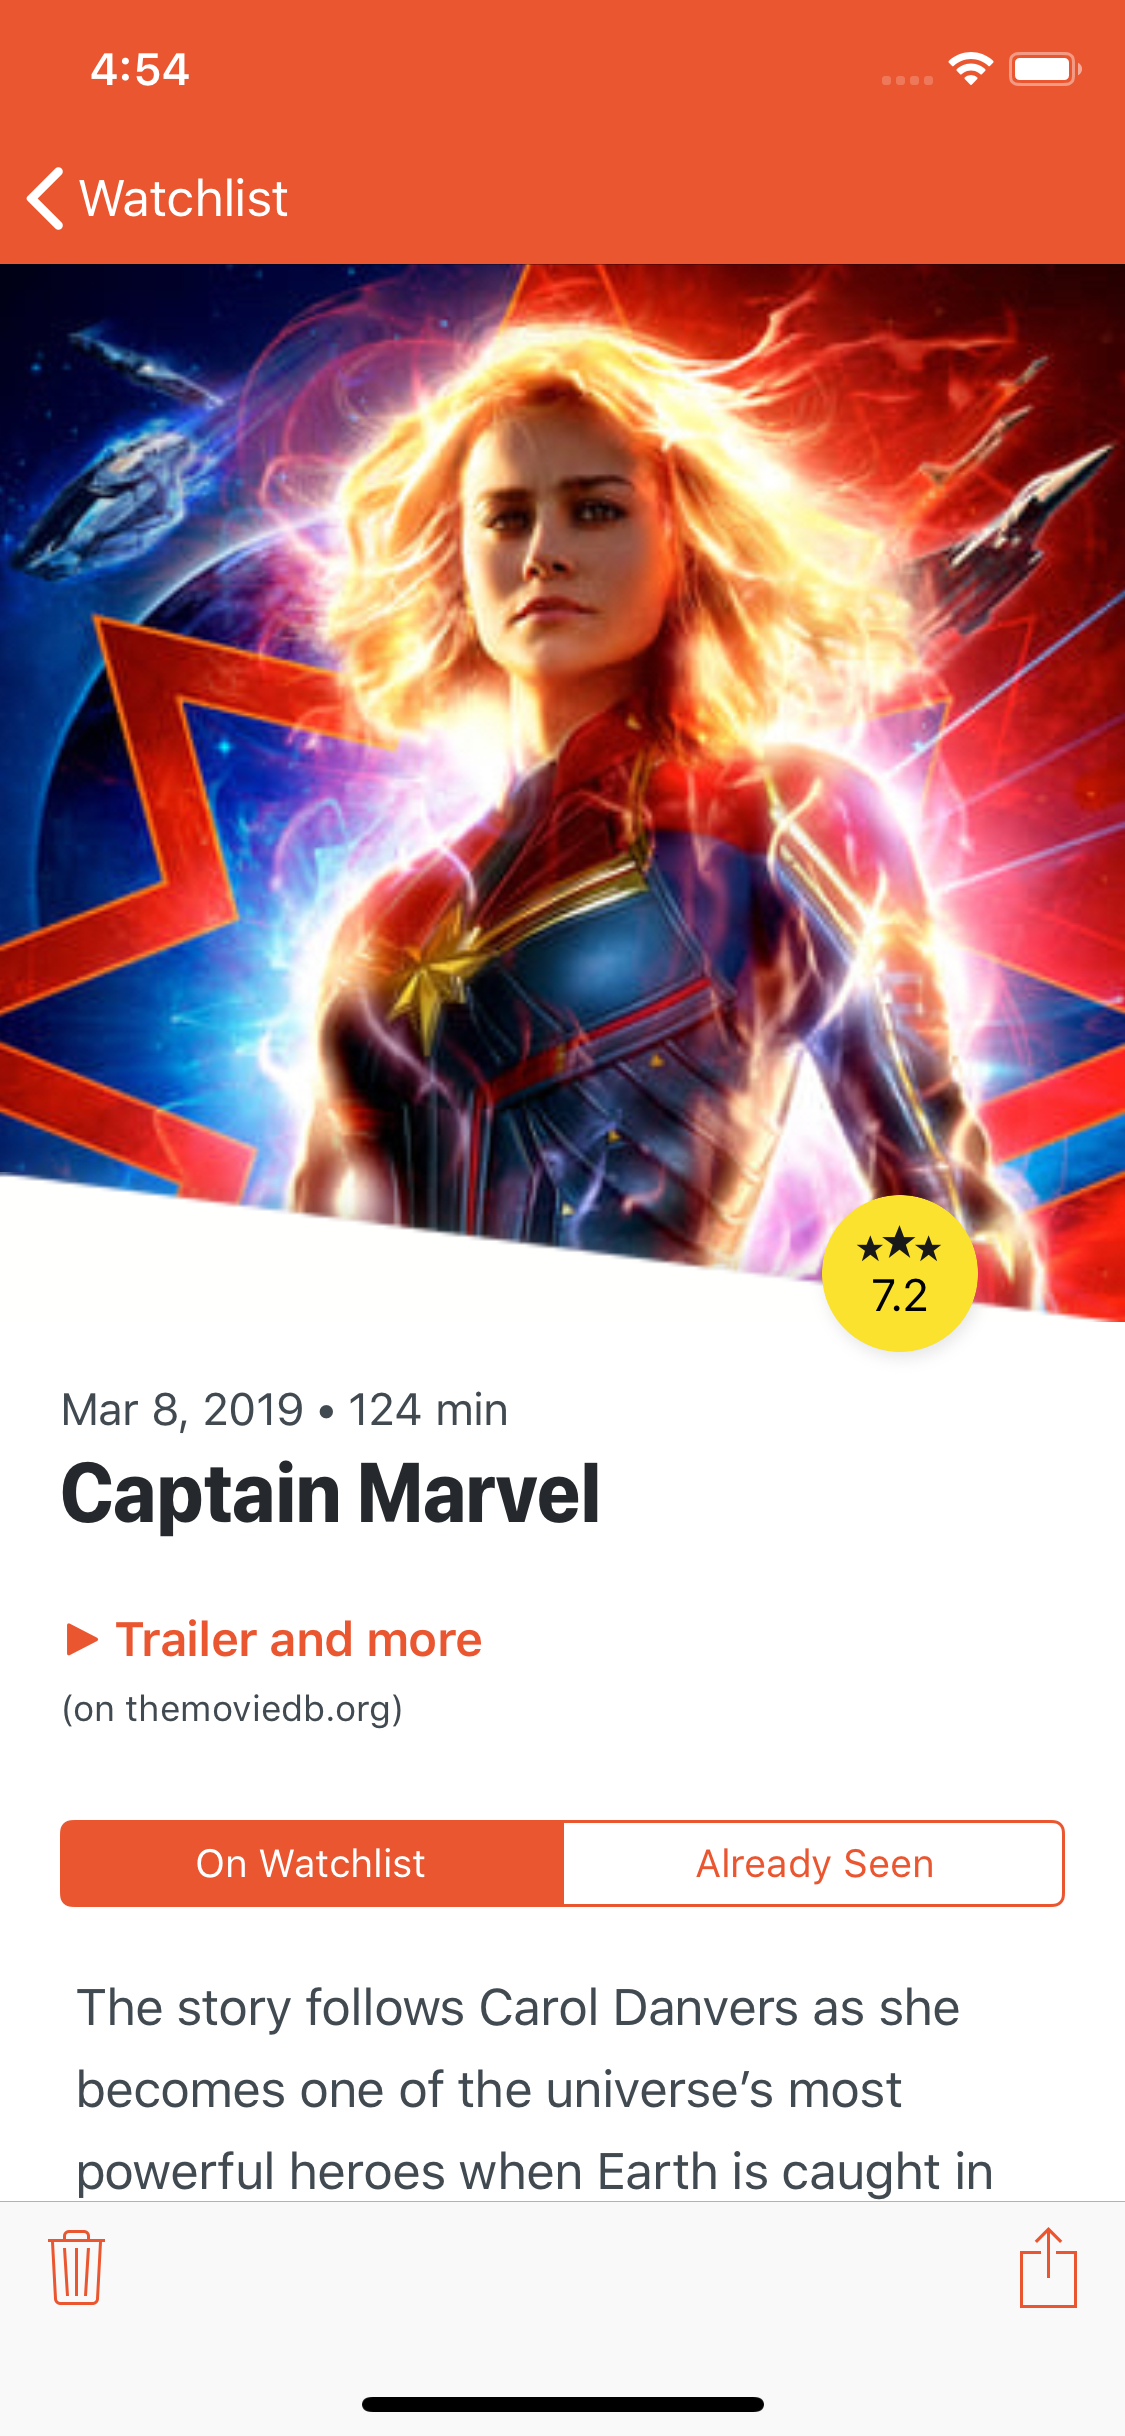 4:54
Watchlist
7.2
Mar 8, 2019 • 124 min
Captain Marvel
Trailer and more
(on themoviedb.org)
On Watchlist
Already Seen
The story follows Carol Danvers as she
becomes one of the universe’s most
powerful heroes when Earth is caught in